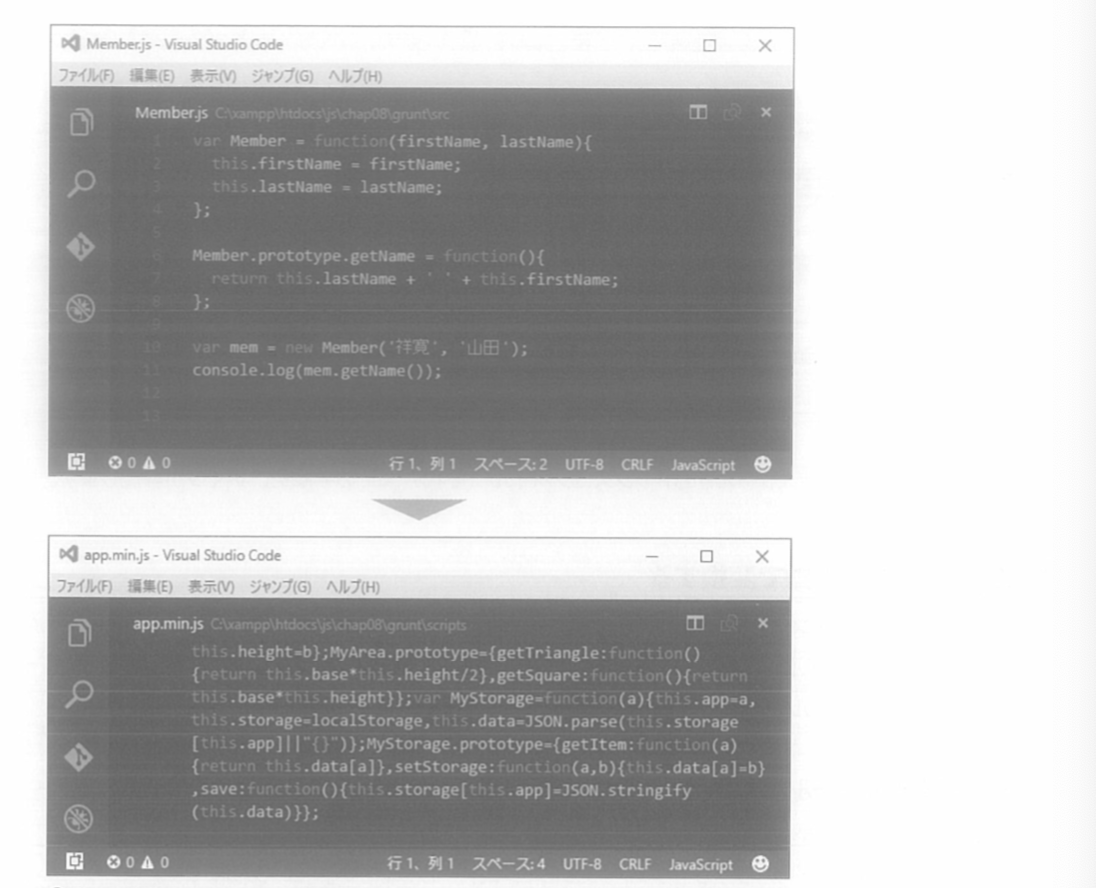 Member.js - Visual Studio Code
ファイル(F) 編集(E) 表示(V) ジャンプ(G) ヘルプ(H)
Member.js C:\xampp\htdocs\js\chap08\grunt\src
1 var Member = function(firstName, lastName){
2 this.firstName = firstName;
3 this.lastName = lastName;
4 };
5
6 Member.prototype.getName = function(){
7 return this.lastName + ' ' + this.firstName;
8 };
9
10 var mem = new Member('祥寛', '山田');
11 console.log(mem.getName());
12
13
0 0 行 1、列 1 スペース: 2 UTF-8 CRLF JavaScript
app.min.js - Visual Studio Code
ファイル(F) 編集(E) 表示(V) ジャンプ(G) ヘルプ(H)
app.min.js C:\xampp\htdocs\js\chap08\grunt\scripts
this.height=b};MyArea.prototype={getTriangle:function()
{return this.base*this.height/2},getSquare:function(){return
this.base*this.height}};var MyStorage=function(a){this.app=a,
this.storage=localStorage,this.data=JSON.parse(this.storage
[this.app]||"{}")};MyStorage.prototype={getItem:function(a)
{return this.data[a]},setStorage:function(a,b){this.data[a]=b}
,save:function(){this.storage[this.app]=JSON.stringify
(this.data)}};
0 0 行 1、列 1 スペース: 4 UTF-8 CRLF JavaScript